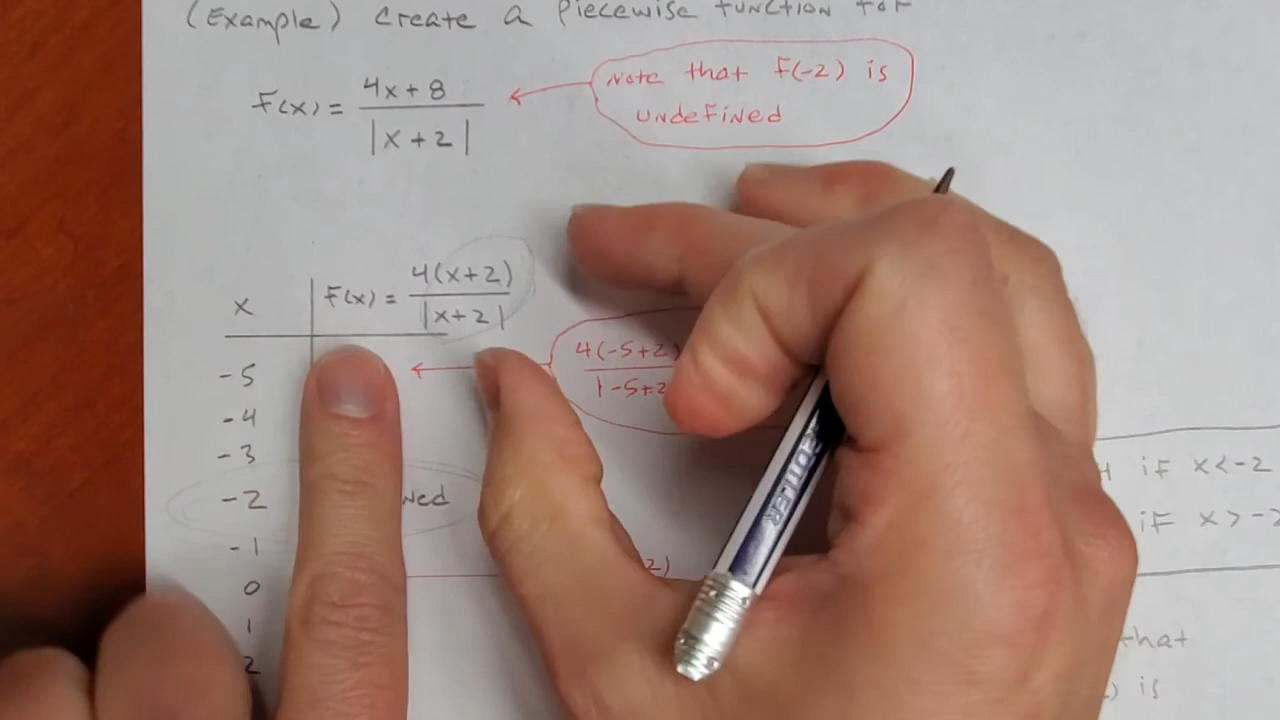 (Example) Create a Piecewise function for
F(x) = 4x + 8 / |x + 2|
Note that F(-2) is
undefined
x F(x) = 4(x+2) / |x+2|
-5
4(-5+2)
|-5+2
-4
-3
-2
-1
0
1
2
if x<-2
if x>-2
that
is